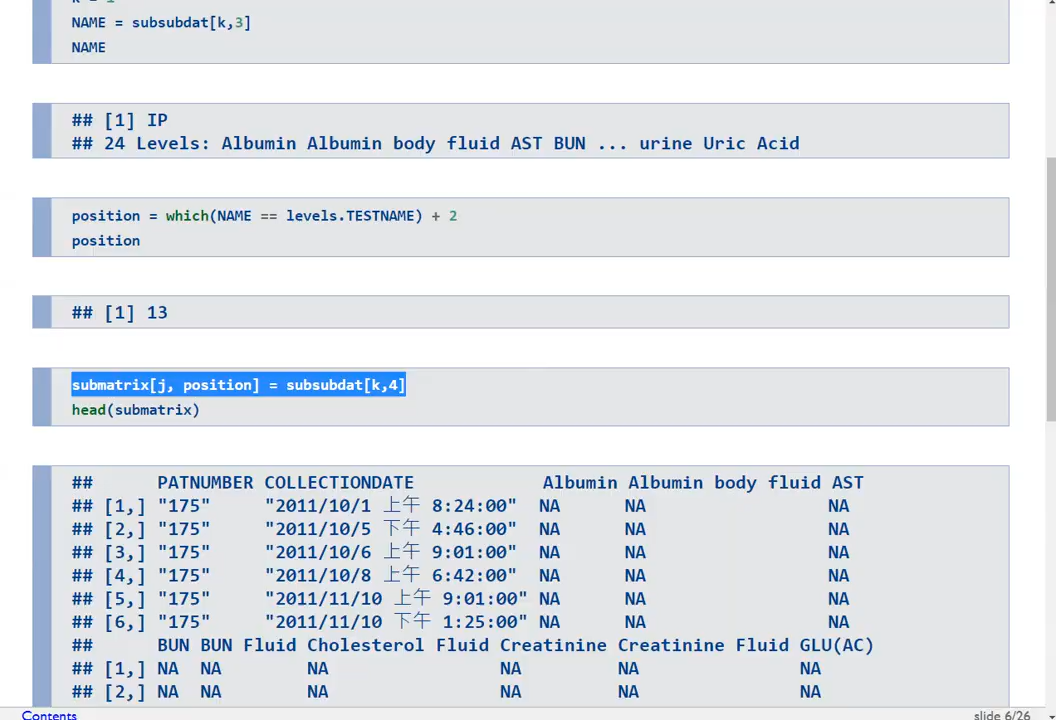 NAME = subsubdat[k,3]
NAME
## [1] IP
## 24 Levels: Albumin Albumin body fluid AST BUN ... urine Uric Acid
position = which(NAME == levels.TESTNAME) + 2
position
## [1] 13
submatrix[j, position] = subsubdat[k,4]
head(submatrix)
## PATNUMBER COLLECTIONDATE Albumin Albumin body fluid AST
## [1,] "175" "2011/10/1 上午 8:24:00" NA NA NA
## [2,] "175" "2011/10/5 下午 4:46:00" NA NA NA
## [3,] "175" "2011/10/6 上午 9:01:00" NA NA NA
## [4,] "175" "2011/10/8 上午 6:42:00" NA NA NA
## [5,] "175" "2011/11/10 上午 9:01:00" NA NA NA
## [6,] "175" "2011/11/10 下午 1:25:00" NA NA NA
## BUN BUN Fluid Cholesterol Fluid Creatinine Creatinine Fluid GLU(AC)
## [1,] NA NA NA NA NA NA
## [2,] NA NA NA NA NA NA
Contents slide 6/26